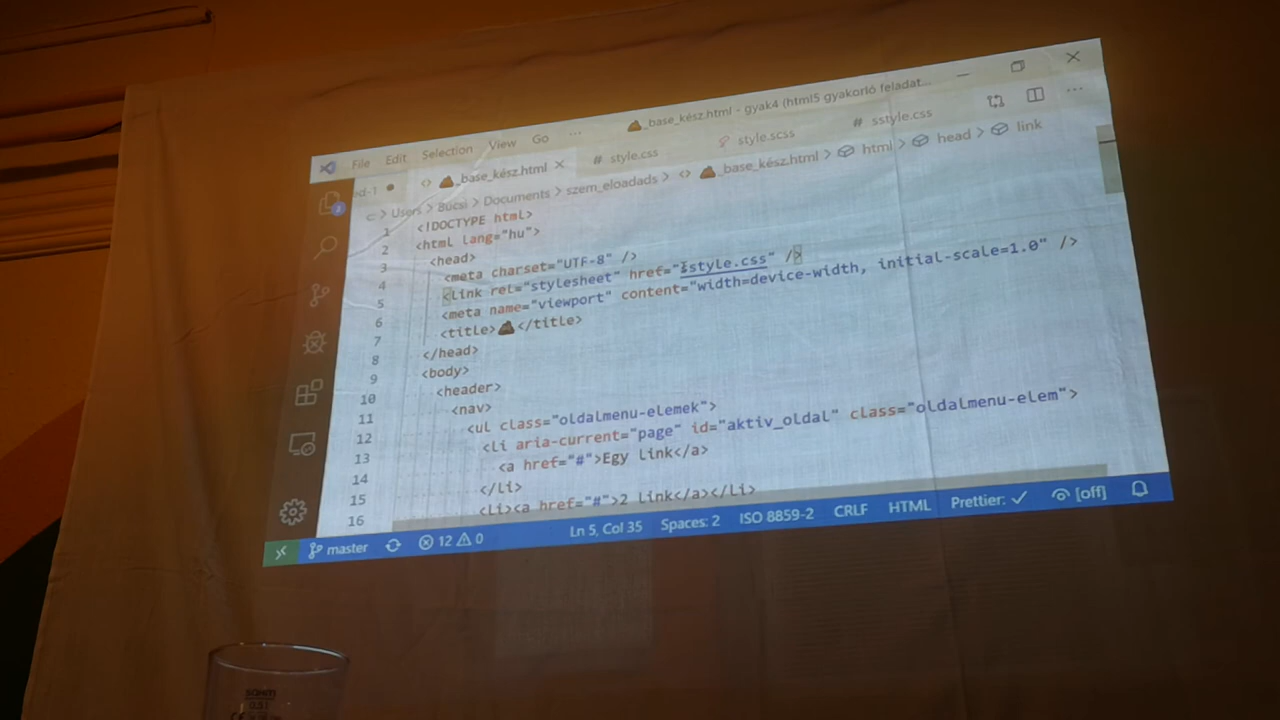 File Edit Selection View Go ... 💩_base_kész.html - gyak4 (html5 gyakorló feladat...
ed-1 ● <> 💩_base_kész.html × # style.css style.scss # sstyle.css ...
c: > Users > Bucsi > Documents > szem_eloadads > <> 💩_base_kész.html > html > head > link
1 <!DOCTYPE html>
2 <html lang="hu">
3 <head>
4 <meta charset="UTF-8" />
5 <link rel="stylesheet" href="sstyle.css" />
6 <meta name="viewport" content="width=device-width, initial-scale=1.0" />
7 <title>💩</title>
8 </head>
9 <body>
10 <header>
11 <nav>
12 <ul class="oldalmenu-elemek">
13 <li aria-current="page" id="aktiv_oldal" class="oldalmenu-elem">
14 <a href="#">Egy Link</a>
15 </li>
16 <li><a href="#">2 link</a></li>
master 12 0 Ln 5, Col 35 Spaces: 2 ISO 8859-2 CRLF HTML Prettier: ✓ [off]
2
SAHM
0,5 l